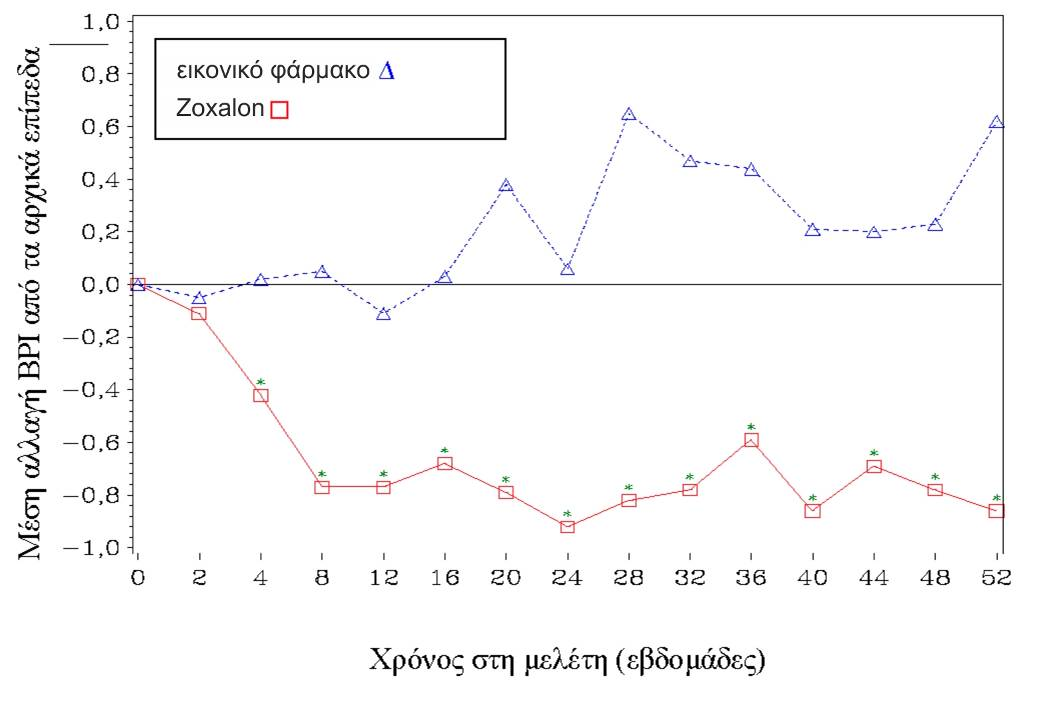 Μέση αλλαγή BPI από τα αρχικά επίπεδα
1,0
0,8
0,6
0,4
0,2
0,0
−0,2
−0,4
−0,6
−0,8
−1,0
εικονικό φάρμακο Δ
Zoxalon
* * * * * * * * * * * * *
0 2 4 8 12 16 20 24 28 32 36 40 44 48 52
Χρόνος στη μελέτη (εβδομάδες)